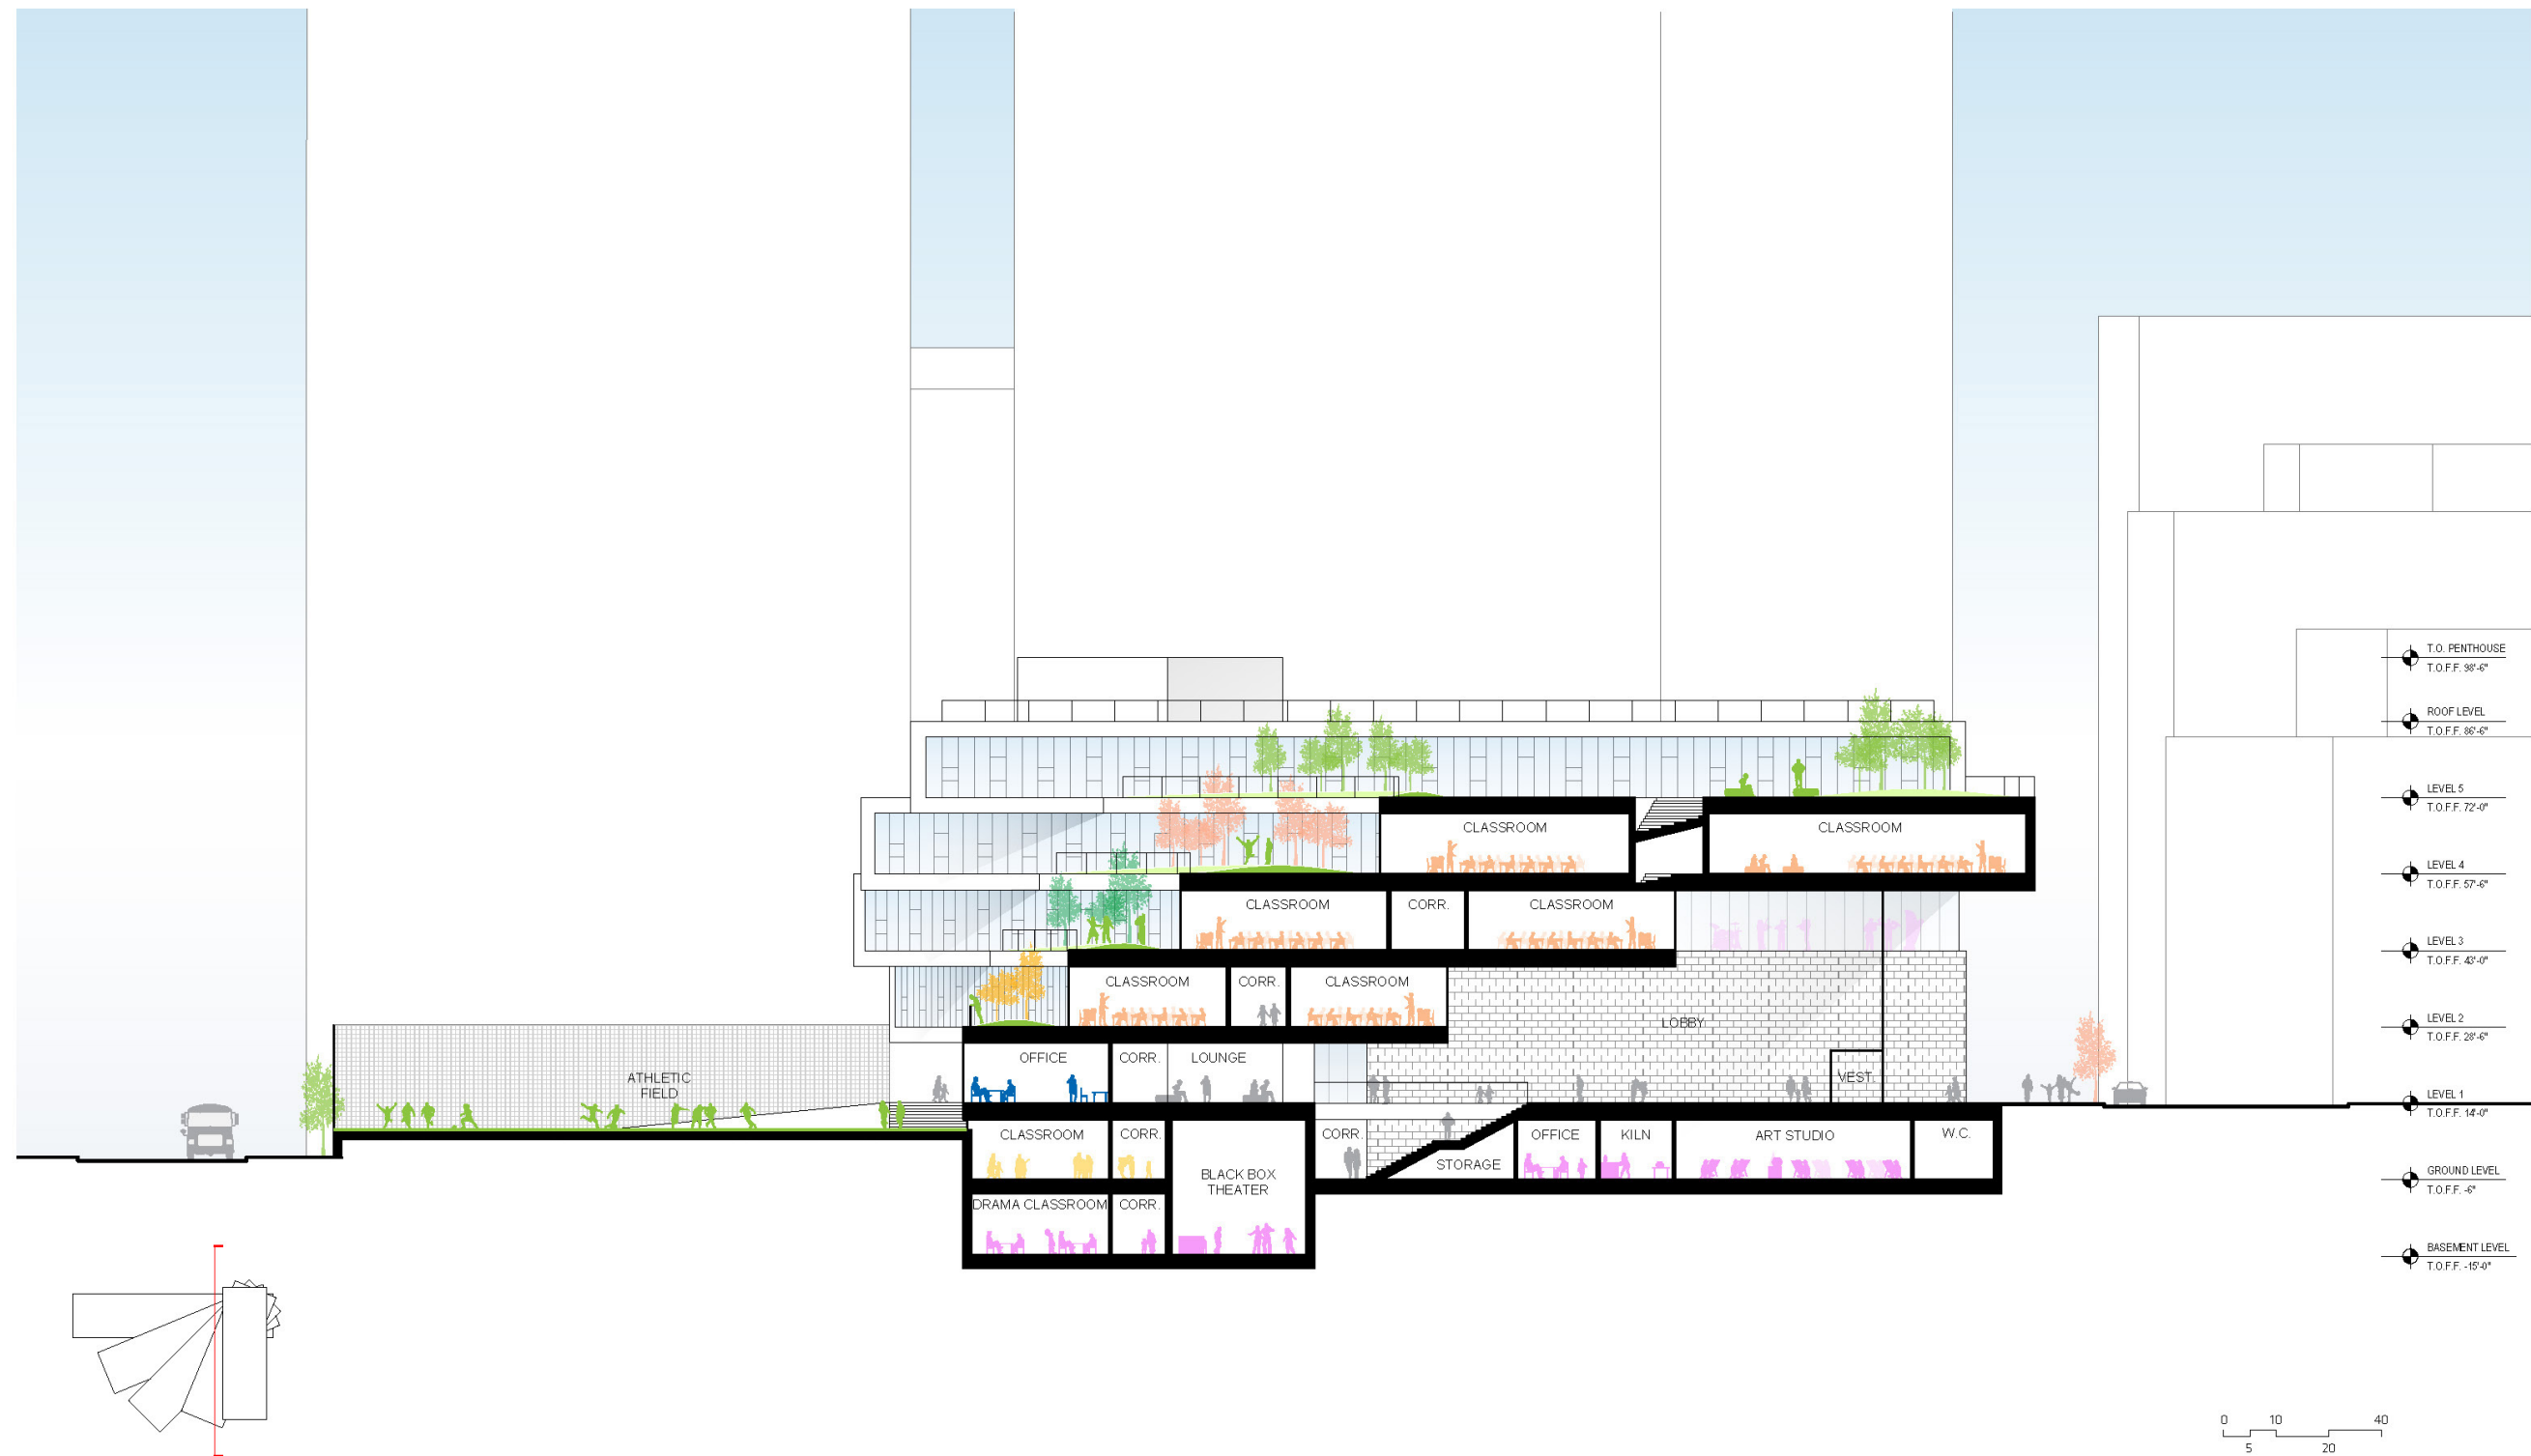 T.O. PENTHOUSE
T.O.F.F. 98'-6"
ROOF LEVEL
T.O.F.F. 86'-6"
LEVEL 5
T.O.F.F. 72'-0"
CLASSROOM
CLASSROOM
LEVEL 4
T.O.F.F. 57'-6"
CLASSROOM
CORR.
CLASSROOM
LEVEL 3
T.O.F.F. 43'-0"
CLASSROOM
CORR.
CLASSROOM
LOBBY
LEVEL 2
T.O.F.F. 28'-6"
ATHLETIC
FIELD
OFFICE
CORR.
LOUNGE
VEST.
LEVEL 1
T.O.F.F. 14'-0"
CLASSROOM
CORR.
BLACK BOX
THEATER
CORR.
STORAGE
OFFICE
KILN
ART STUDIO
W.C.
GROUND LEVEL
T.O.F.F. -6"
DRAMA CLASSROOM
CORR.
BASEMENT LEVEL
T.O.F.F. -15'-0"
0 10 40
5 20